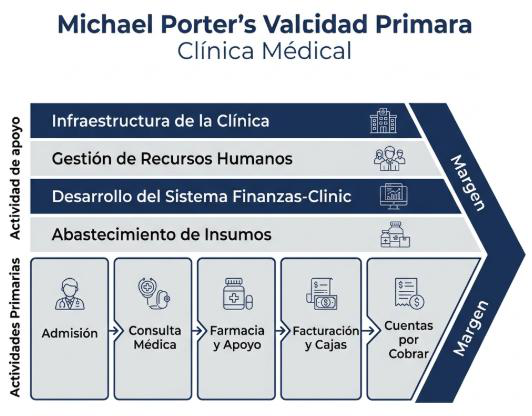 Michael Porter's Valcidad Primara
Clínica Médical
Actividad de apoyo
Infraestructura de la Clínica
Gestión de Recursos Humanos
Desarrollo del Sistema Finanzas-Clinic
Abastecimiento de Insumos
Margen
Actividades Primarias
Admisión
Consulta
Médica
Farmacia
y Apoyo
Facturación
y Cajas
Cuentas
por
Cobrar
Margen